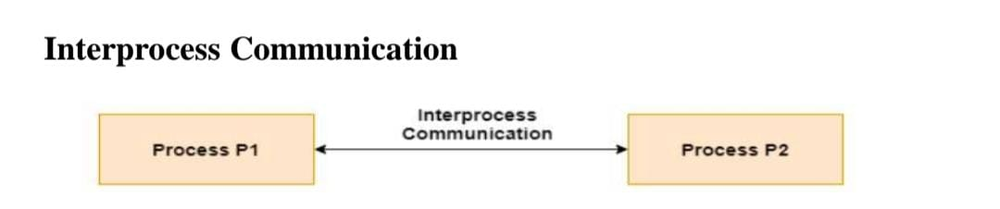 Interprocess Communication
Interprocess
Communication
Process P1
Process P2